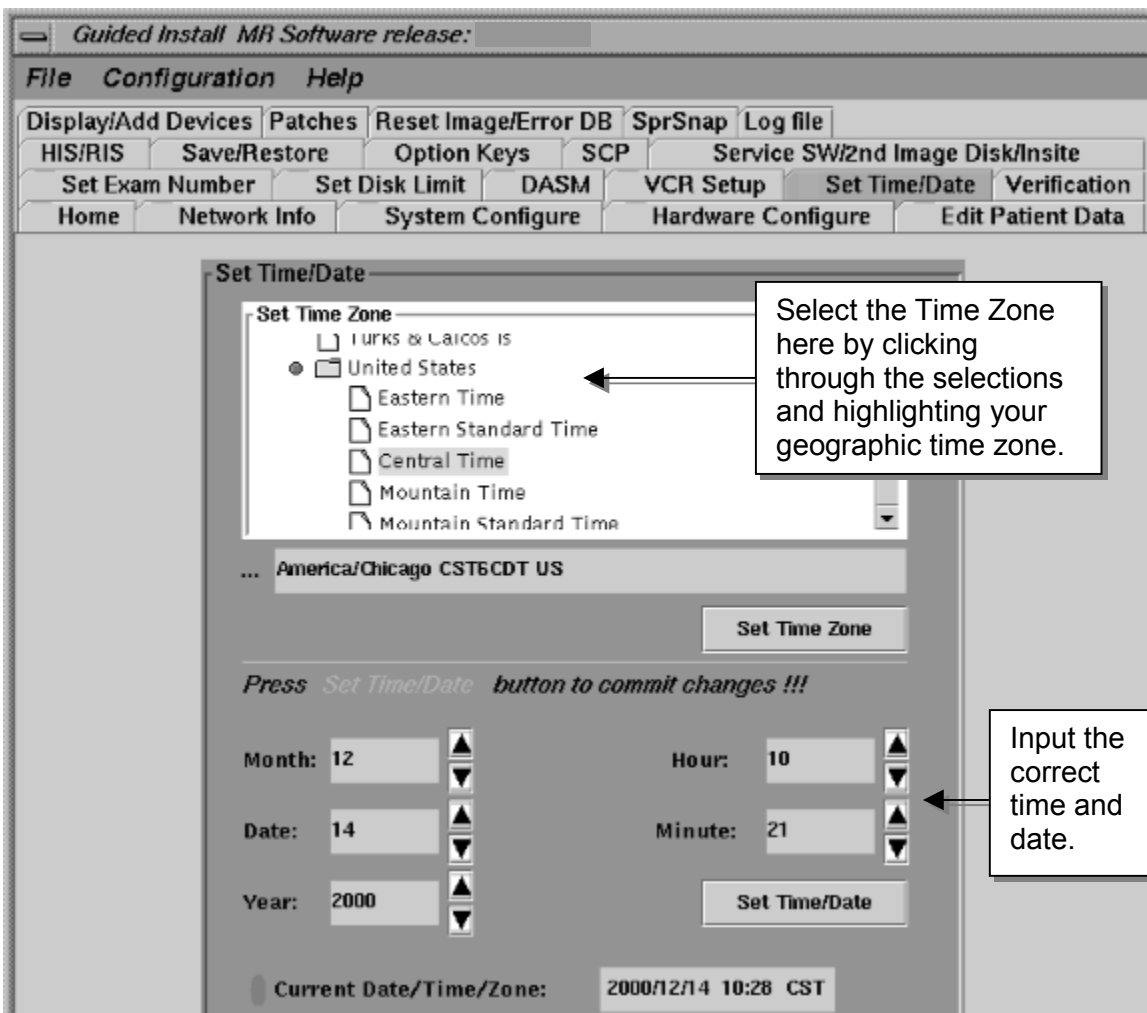 Guided Install MR Software release:
File Configuration Help
Display/Add Devices Patches Reset Image/Error DB SprSnap Log file
HIS/RIS Save/Restore Option Keys SCP Service SW/2nd Image Disk/Insite
Set Exam Number Set Disk Limit DASM VCR Setup Set Time/Date Verification
Home Network Info System Configure Hardware Configure Edit Patient Data
Set Time/Date
Set Time Zone
Turks & Caicos Is
United States
Eastern Time
Eastern Standard Time
Central Time
Mountain Time
Mountain Standard Time
Select the Time Zone
here by clicking
through the selections
and highlighting your
geographic time zone.
... America/Chicago CST6CDT US
Set Time Zone
Press Set Time/Date button to commit changes !!!
Month: 12 Hour: 10
Date: 14 Minute: 21
Year: 2000 Set Time/Date
Input the
correct
time and
date.
Current Date/Time/Zone: 2000/12/14 10:28 CST